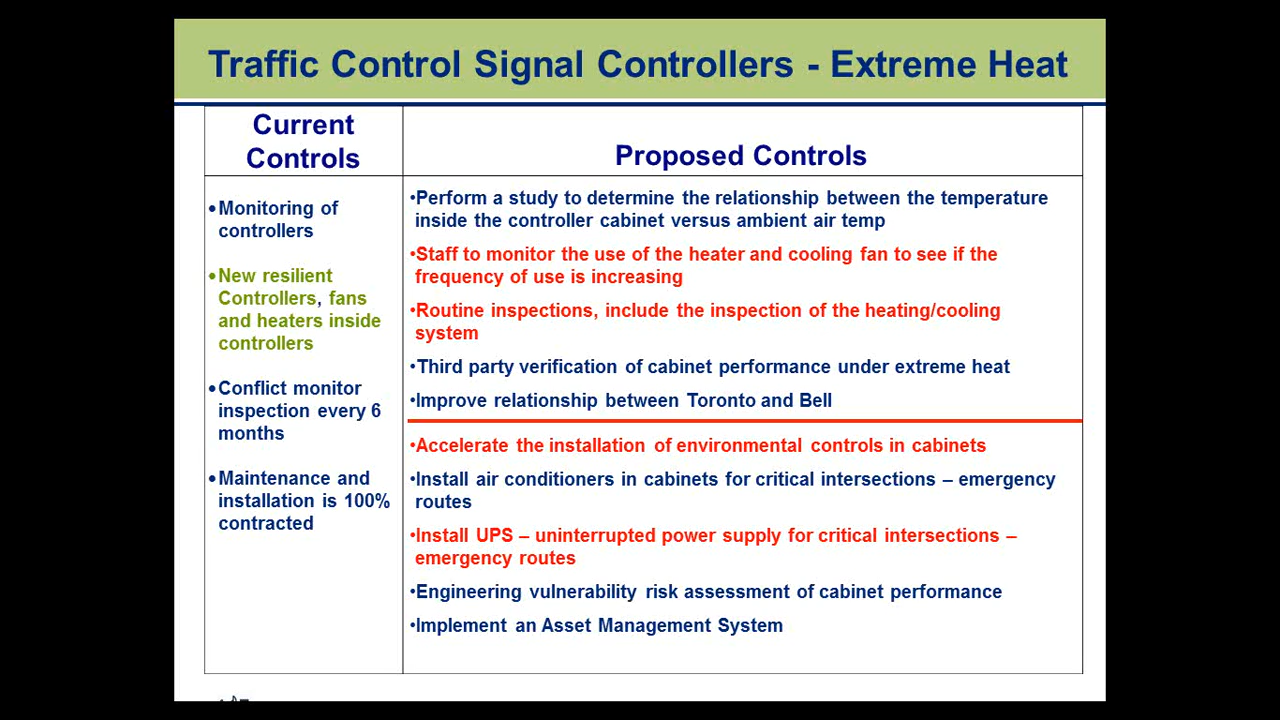 Traffic Control Signal Controllers - Extreme Heat
Current
Controls
Proposed Controls
•Monitoring of
controllers
•New resilient
Controllers, fans
and heaters inside
controllers
•Conflict monitor
inspection every 6
months
•Maintenance and
installation is 100%
contracted
•Perform a study to determine the relationship between the temperature
inside the controller cabinet versus ambient air temp
•Staff to monitor the use of the heater and cooling fan to see if the
frequency of use is increasing
•Routine inspections, include the inspection of the heating/cooling
system
•Third party verification of cabinet performance under extreme heat
•Improve relationship between Toronto and Bell
•Accelerate the installation of environmental controls in cabinets
•Install air conditioners in cabinets for critical intersections – emergency
routes
•Install UPS – uninterrupted power supply for critical intersections –
emergency routes
•Engineering vulnerability risk assessment of cabinet performance
•Implement an Asset Management System